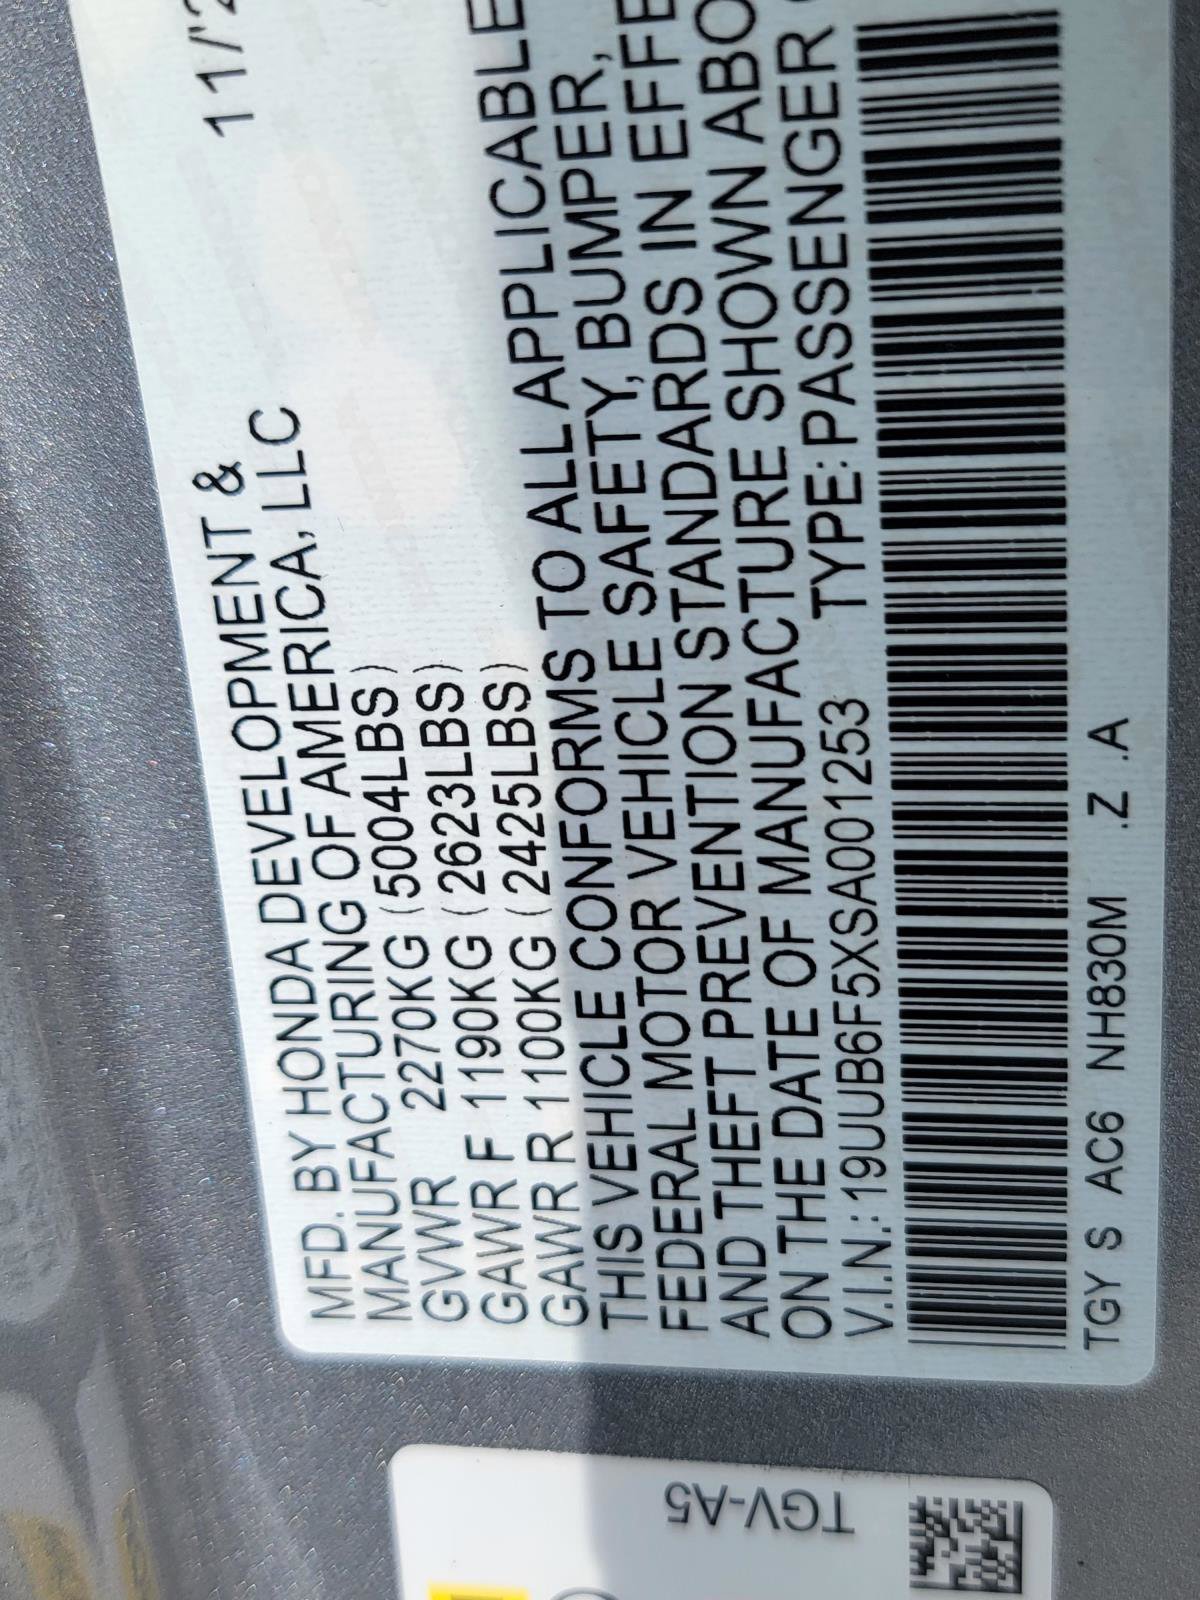 MFD. BY HONDA DEVELOPMENT &
MANUFACTURING OF AMERICA, LLC
11/'2
GVWR 2270KG (5004LBS)
GAWR F 1190KG (2623LBS)
GAWR R 1100KG (2425LBS)
THIS VEHICLE CONFORMS TO ALL APPLICABLE
FEDERAL MOTOR VEHICLE SAFETY, BUMPER,
AND THEFT PREVENTION STANDARDS IN EFFE
ON THE DATE OF MANUFACTURE SHOWN ABO
V.I.N.: 19UUB6F5XSA001253 TYPE: PASSENGER
TGY S AC6 NH830M .Z .A
TGV-A5